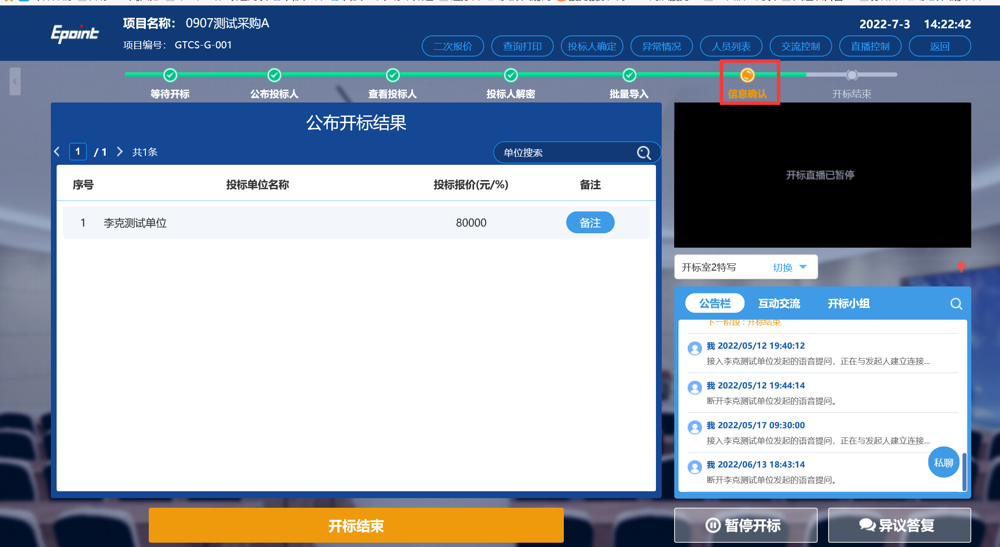 Epoint
项目名称： 0907测试采购A
项目编号： GTCS-G-001
2022-7-3 14:22:42
二次报价 查询打印 投标人确定 异常情况 人员列表 交流控制 直播控制 返回
等待开标 公布投标人 查看投标人 投标人解密 批量导入 信息确认 开标结束
公布开标结果
1 / 1 共1条
单位搜索
序号 投标单位名称 投标报价(元/%) 备注
1 李克测试单位 80000 备注
开标直播已暂停
开标室2特写 切换
公告栏 互动交流 开标小组
下一阶段：开标结束
我 2022/05/12 19:40:12
接入李克测试单位发起的语音提问，正在与发起人建立连接...
我 2022/05/12 19:44:14
断开李克测试单位发起的语音提问。
我 2022/05/17 09:30:00
接入李克测试单位发起的语音提问，正在与发起人建立连接...
我 2022/06/13 18:43:14
断开李克测试单位发起的语音提问。
私聊
开标结束
暂停开标
异议答复